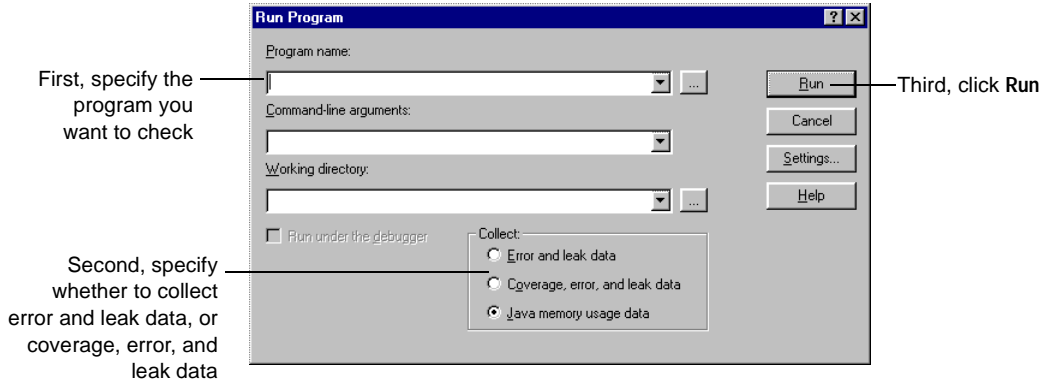 Run Program
Program name:
First, specify the
program you
want to check
...
Run
Third, click Run
Command-line arguments:
Cancel
Settings...
Working directory:
...
Help
Run under the debugger
Collect:
Error and leak data
Coverage, error, and leak data
Java memory usage data
Second, specify
whether to collect
error and leak data, or
coverage, error, and
leak data